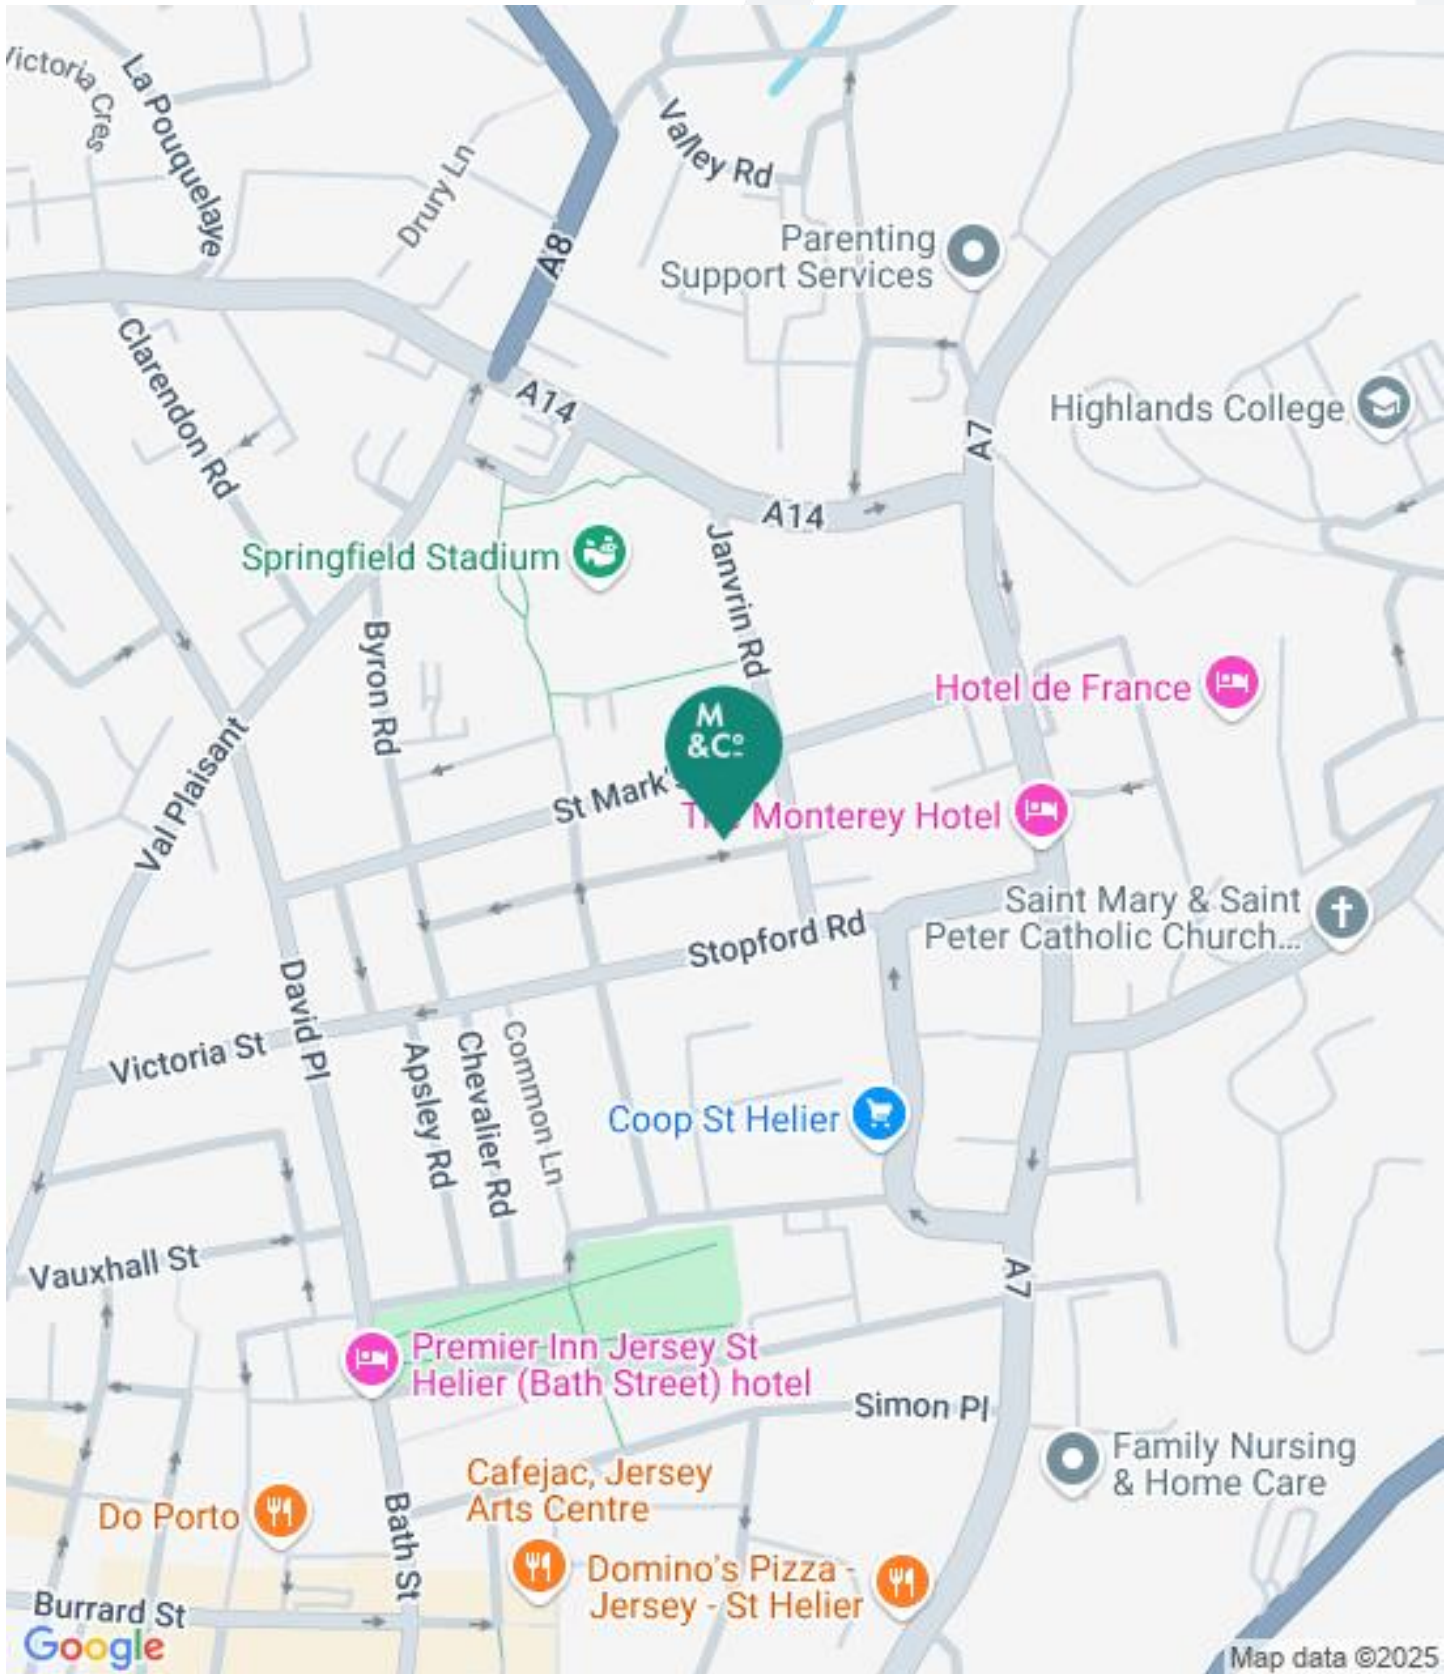 Victoria Cres
La Pouquelaye
Drury Ln
A8
Valley Rd
Parenting
Support Services
Clarendon Rd
A14
Highlands College
A7
A14
Springfield Stadium
Janvrin Rd
Byron Rd
Hotel de France
M
&Co
Val Plaisant
St Mark's
The Monterey Hotel
Saint Mary & Saint
Peter Catholic Church...
Stopford Rd
David Pl
Victoria St
Apsley Rd
Chevalier Rd
Common Ln
Coop St Helier
Vauxhall St
A7
Premier Inn Jersey St
Helier (Bath Street) hotel
Simon Pl
Family Nursing
& Home Care
Cafejac, Jersey
Arts Centre
Do Porto
Bath St
Domino's Pizza -
Jersey - St Helier
Burrard St
Google
Map data ©2025